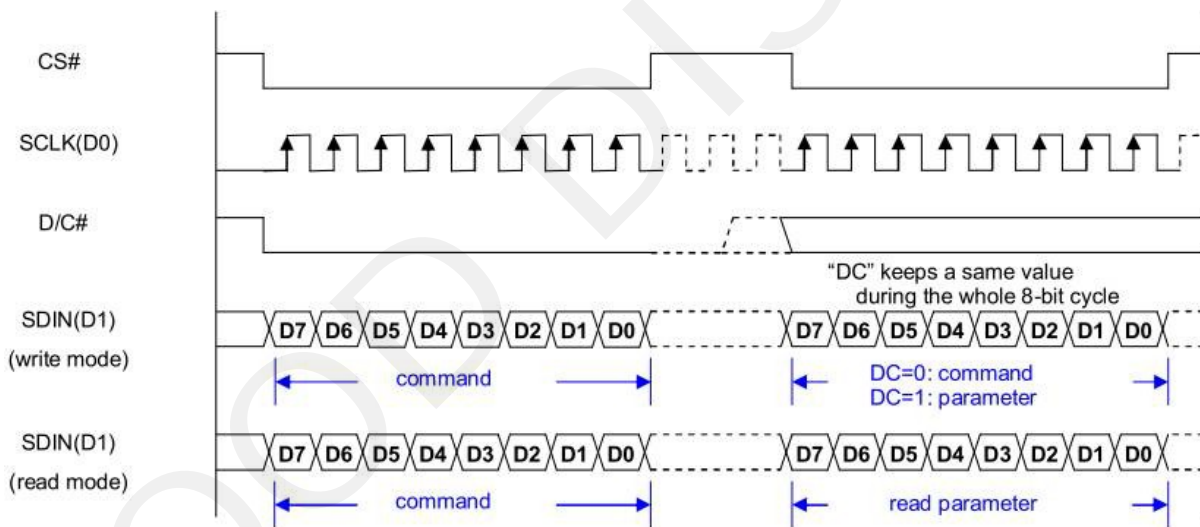 CS#
SCLK(D0)
D/C#
“DC” keeps a same value
during the whole 8-bit cycle
SDIN(D1)
(write mode)
D7 D6 D5 D4 D3 D2 D1 D0
D7 D6 D5 D4 D3 D2 D1 D0
command
DC=0: command
DC=1: parameter
SDIN(D1)
(read mode)
D7 D6 D5 D4 D3 D2 D1 D0
D7 D6 D5 D4 D3 D2 D1 D0
command
read parameter